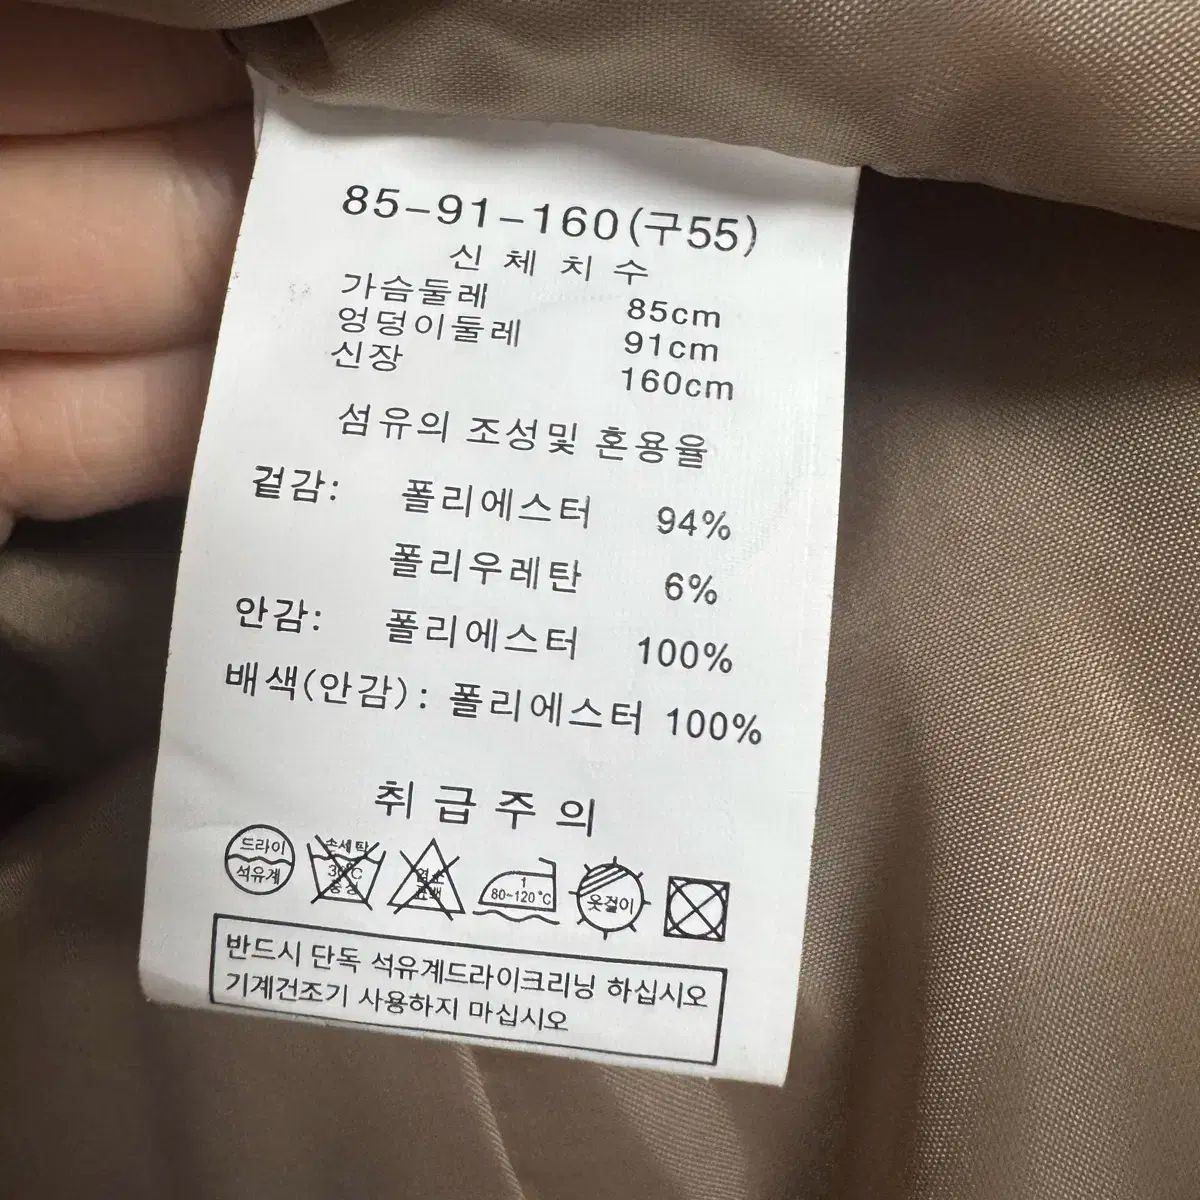 85-91-160(구55)
신체치수
가슴둘레 85cm
엉덩이둘레 91cm
신장 160cm
섬유의 조성및 혼용율
겉감: 폴리에스터 94%
폴리우레탄 6%
안감: 폴리에스터 100%
배색(안감): 폴리에스터 100%
취급주의
드라이
석유계
손세탁
30°C
중성
염소
표백
1
80~120°C
옷걸이
반드시 단독 석유계드라이크리닝 하십시오
기계건조기 사용하지 마십시오